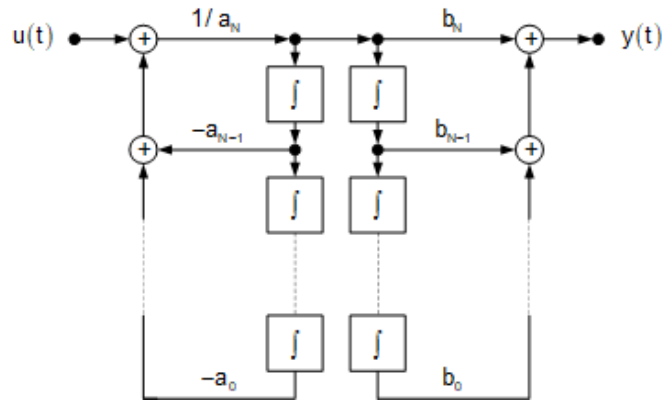 u(t) + 1/ a_N b_N + y(t)
∫ ∫
+ –a_{N–1} b_{N–1} +
∫ ∫
∫ ∫
–a_0 b_0